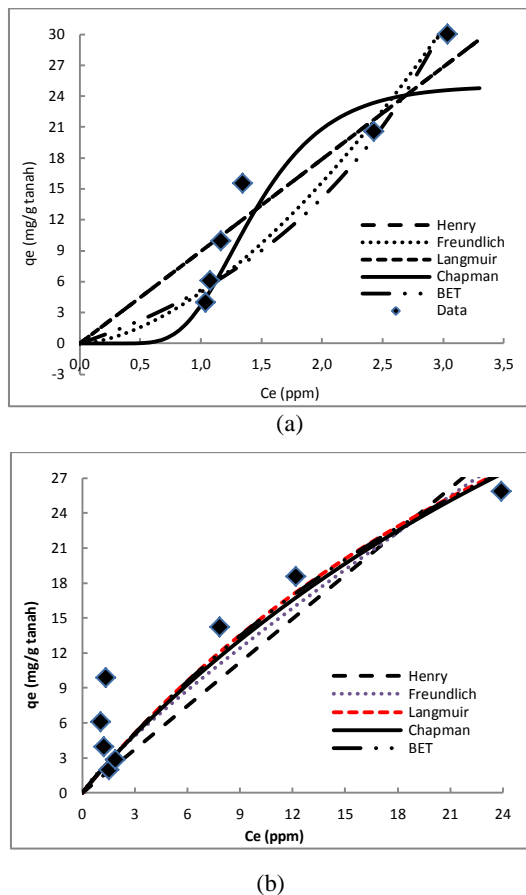 30
27
24
21
18
15
12
9
6
3
0
-3
qe (mg/g tanah)
0,0 0,5 1,0 1,5 2,0 2,5 3,0 3,5
Ce (ppm)
Henry
Freundlich
Langmuir
Chapman
BET
Data
(a)
27
24
21
18
15
12
9
6
3
0
qe (mg/g tanah)
0 3 6 9 12 15 18 21 24
Ce (ppm)
Henry
Freundlich
Langmuir
Chapman
BET
(b)